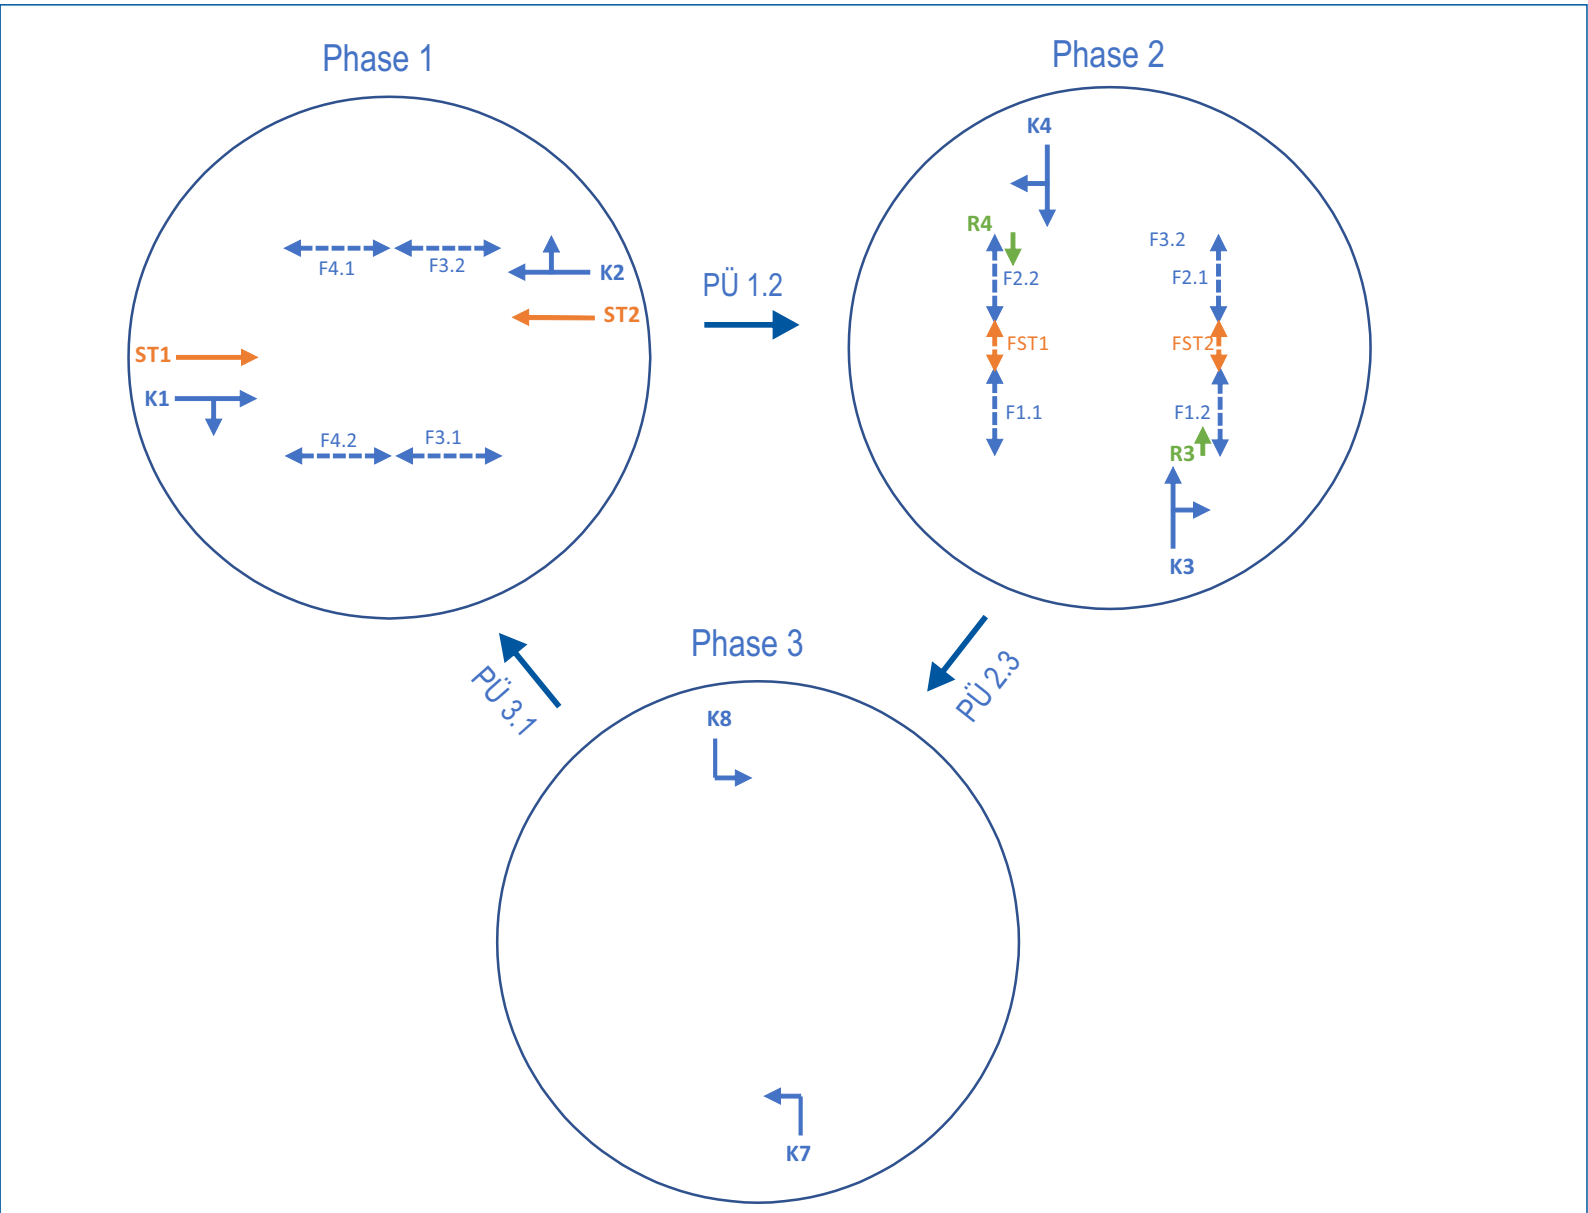 Phase 1
F4.1
F3.2
K2
ST2
ST1
K1
F4.2
F3.1
PÜ 1.2
Phase 2
K4
R4
F3.2
F2.2
F2.1
FST1
FST2
F1.1
F1.2
R3
K3
PÜ 2.3
Phase 3
K8
K7
PÜ 3.1